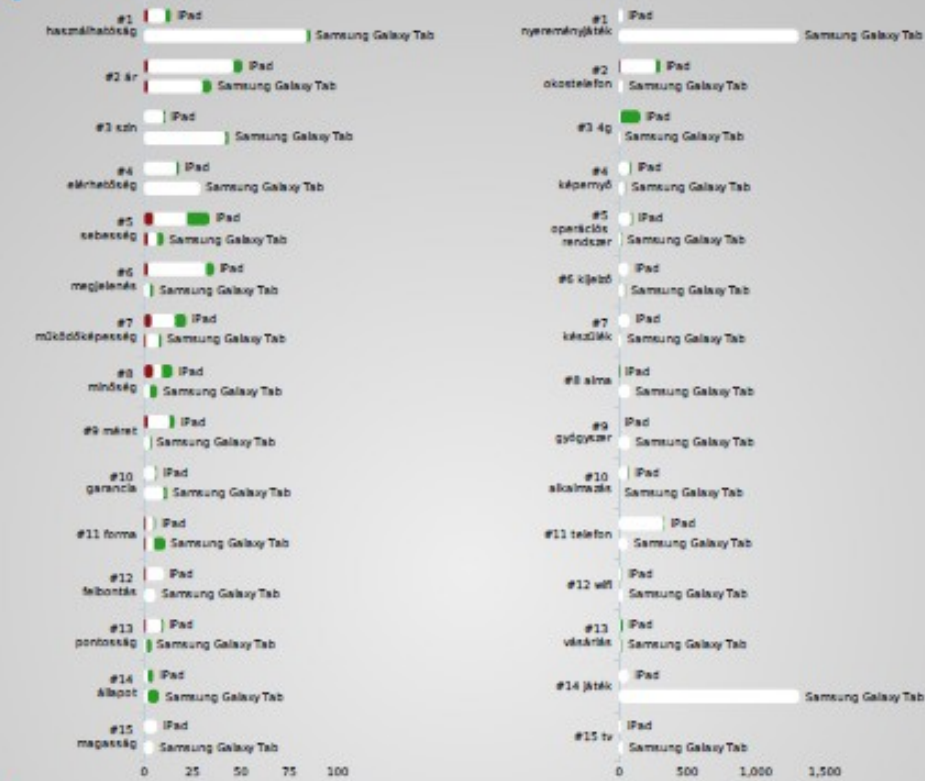 #1
használhatóság
iPad
Samsung Galaxy Tab
#2 ár
iPad
Samsung Galaxy Tab
#3 szín
iPad
Samsung Galaxy Tab
#4
elérhetőség
iPad
Samsung Galaxy Tab
#5
sebesség
iPad
Samsung Galaxy Tab
#6
megjelenés
iPad
Samsung Galaxy Tab
#7
működőképesség
iPad
Samsung Galaxy Tab
#8
minőség
iPad
Samsung Galaxy Tab
#9 méret
iPad
Samsung Galaxy Tab
#10
garancia
iPad
Samsung Galaxy Tab
#11 forma
iPad
Samsung Galaxy Tab
#12
felbontás
iPad
Samsung Galaxy Tab
#13
pontosság
iPad
Samsung Galaxy Tab
#14
állapot
iPad
Samsung Galaxy Tab
#15
magasság
iPad
Samsung Galaxy Tab
0 25 50 75 100
#1
nyereményjáték
iPad
Samsung Galaxy Tab
#2
okostelefon
iPad
Samsung Galaxy Tab
#3 4g
iPad
Samsung Galaxy Tab
#4
képernyő
iPad
Samsung Galaxy Tab
#5
operációs
rendszer
iPad
Samsung Galaxy Tab
#6 kijelző
iPad
Samsung Galaxy Tab
#7
készülék
iPad
Samsung Galaxy Tab
#8 alma
iPad
Samsung Galaxy Tab
#9
gyógyszer
iPad
Samsung Galaxy Tab
#10
alkalmazás
iPad
Samsung Galaxy Tab
#11 telefon
iPad
Samsung Galaxy Tab
#12 wifi
iPad
Samsung Galaxy Tab
#13
vásárlás
iPad
Samsung Galaxy Tab
#14 játék
iPad
Samsung Galaxy Tab
#15 tv
iPad
Samsung Galaxy Tab
0 500 1,000 1,500